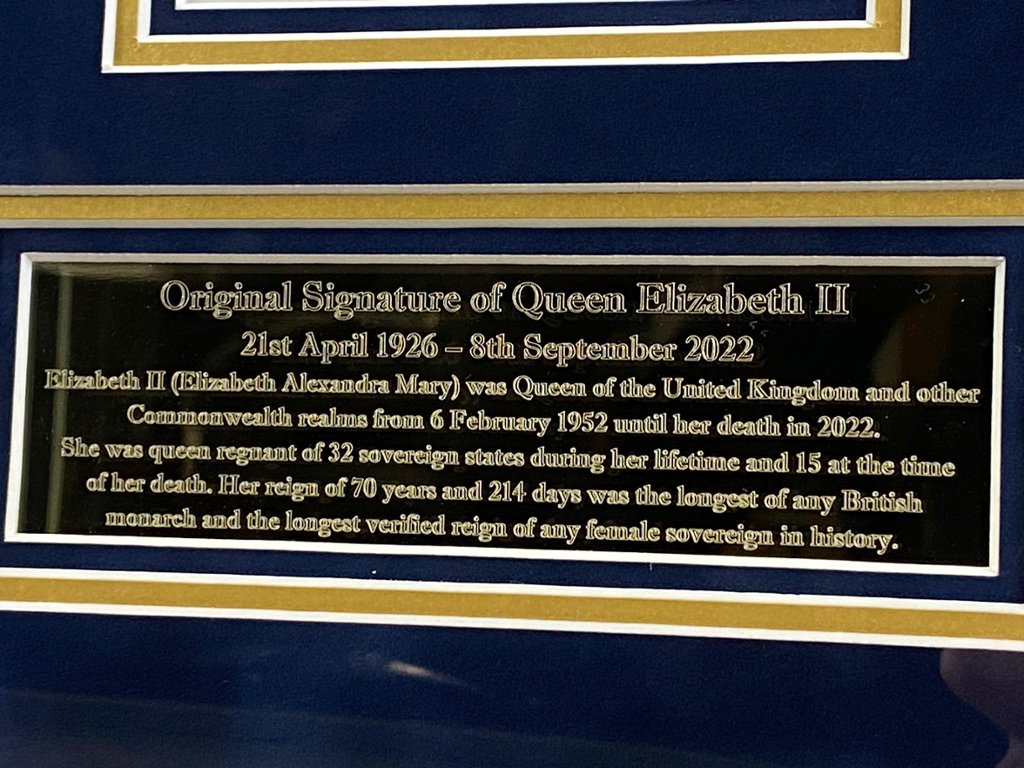 Original Signature of Queen Elizabeth II
21st April 1926 – 8th September 2022
Elizabeth II (Elizabeth Alexandra Mary) was Queen of the United Kingdom and other
Commonwealth realms from 6 February 1952 until her death in 2022.
She was queen regnant of 32 sovereign states during her lifetime and 15 at the time
of her death. Her reign of 70 years and 214 days was the longest of any British
monarch and the longest verified reign of any female sovereign in history.